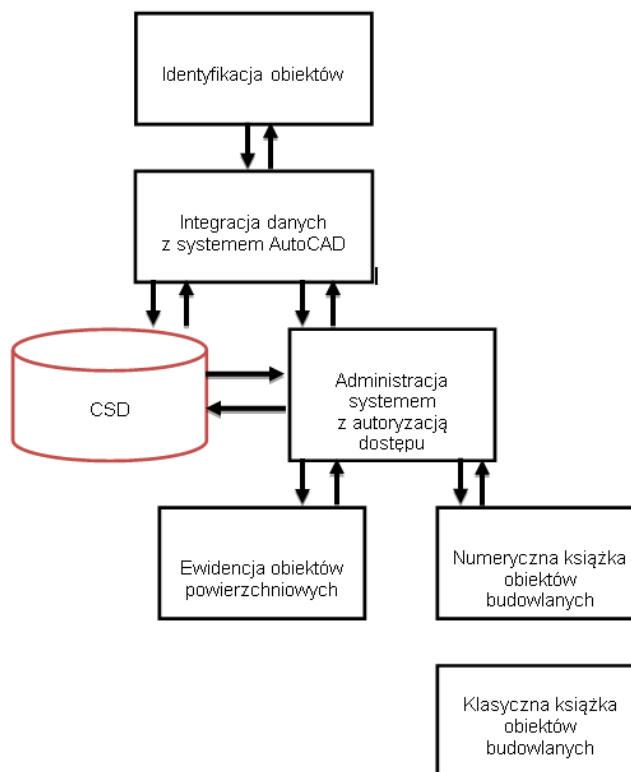 Identyfikacja obiektów
Integracja danych
z systemem AutoCAD
CSD
Administracja
systemem
z autoryzacją
dostępu
Ewidencja obiektów
powierzchniowych
Numeryczna książka
obiektów
budowlanych
Klasyczna książka
obiektów
budowlanych